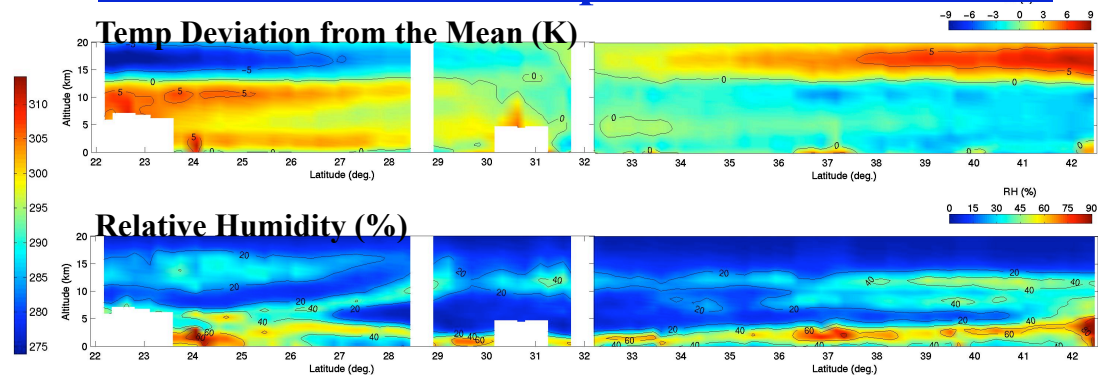 Temp Deviation from the Mean (K)
-9 -6 -3 0 3 6 9
20 15 10 5 0
Altitude (km)
-5 0 5 5 5 5 0 0 0 0 5 5 0 0 0
22 23 24 25 26 27 28 29 30 31 32 33 34 35 36 37 38 39 40 41 42
Latitude (deg.) Latitude (deg.) Latitude (deg.)
310
305
300
295
290
285
280
275
Relative Humidity (%)
RH (%)
0 15 30 45 60 75 90
20 15 10 5 0
Altitude (km)
20 20 20 40 40 60 20 40 40 60 20 20 40 40 40 20 20 40 60 60 60
22 23 24 25 26 27 28 29 30 31 32 33 34 35 36 37 38 39 40 41 42
Latitude (deg.) Latitude (deg.) Latitude (deg.)